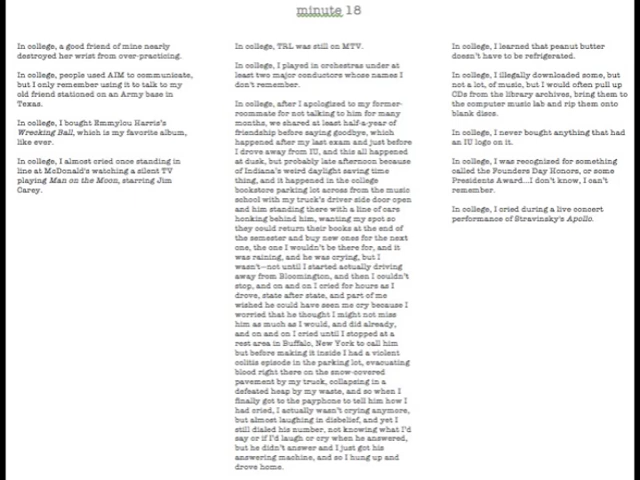 minute 18
In college, a good friend of mine nearly
destroyed her wrist from over-practicing.
In college, people used AIM to communicate,
but I only remember using it to talk to my
old friend stationed on an Army base in
Texas.
In college, I bought Emmylou Harris's
Wrecking Ball, which is my favorite album,
like ever.
In college, I almost cried once standing in
line at McDonald's watching a silent TV
playing Man on the Moon, starring Jim
Carey.
In college, TRL was still on MTV.
In college, I played in orchestras under at
least two major conductors whose names I
don't remember.
In college, after I apologized to my former-
roommate for not talking to him for many
months, we shared at least half-a-year of
friendship before saying goodbye, which
happened after my last exam and just before
I drove away from IU, and this all happened
at dusk, but probably late afternoon because
of Indiana's weird daylight saving time
thing, and it happened in the college
bookstore parking lot across from the music
school with my truck's driver side door open
and him standing there with a line of cars
honking behind him, wanting my spot so
they could return their books at the end of
the semester and buy new ones for the next
one, the one I wouldn't be there for, and it
was raining, and he was crying, but I
wasn't—not until I started actually driving
away from Bloomington, and then I couldn't
stop, and on and on I cried for hours as I
drove, state after state, and part of me
wished he could have seen me cry because I
worried that he thought I might not miss
him as much as I would, and did already,
and on and on I cried until I stopped at a
rest area in Buffalo, New York to call him
but before making it inside I had a violent
colitis episode in the parking lot, evacuating
blood right there on the snow-covered
pavement by my truck, collapsing in a
defeated heap by my waste, and so when I
finally got to the payphone to tell him how I
had cried, I actually wasn't crying anymore,
but almost laughing in disbelief, and yet I
still dialed his number, not knowing what I'd
say or if I'd laugh or cry when he answered,
but he didn't answer and I just got his
answering machine, and so I hung up and
drove home.
In college, I learned that peanut butter
doesn't have to be refrigerated.
In college, I illegally downloaded some, but
not a lot of, music, but I would often pull up
CDs from the library archives, bring them to
the computer music lab and rip them onto
blank discs.
In college, I never bought anything that had
an IU logo on it.
In college, I was recognized for something
called the Founders Day Honors, or some
Presidents Award...I don't know, I can't
remember.
In college, I cried during a live concert
performance of Stravinsky's Apollo.